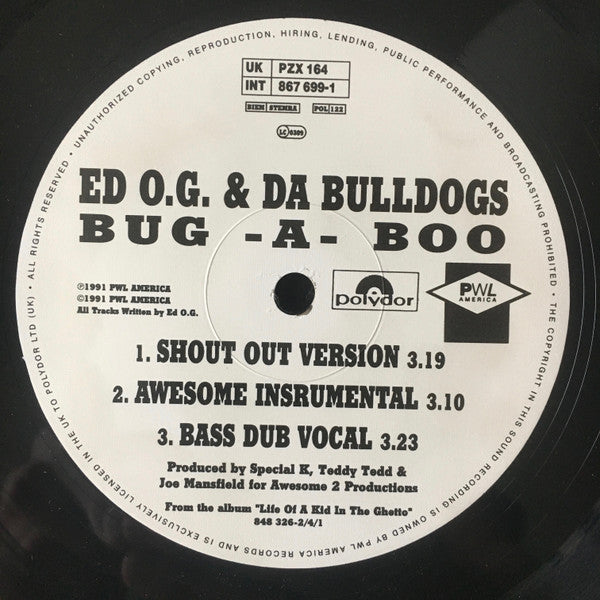 UK PZX 164
INT 867 699-1
BIEM STEMRA POL 122
LC 0309
ED O.G. & DA BULLDOGS
BUG -A- BOO
℗1991 PWL AMERICA
©1991 PWL AMERICA
All Tracks Written by Ed O.G.
polydor
PWL
AMERICA
1. SHOUT OUT VERSION 3.19
2. AWESOME INSRUMENTAL 3.10
3. BASS DUB VOCAL 3.23
Produced by Special K, Teddy Tedd &
Joe Mansfield for Awesome 2 Productions
From the album "Life Of A Kid In The Ghetto"
848 326-2/4/1
• ALL RIGHTS RESERVED • UNAUTHORIZED COPYING, REPRODUCTION, HIRING, LENDING, PUBLIC PERFORMANCE AND BROADCASTING PROHIBITED • THE COPYRIGHT IN THIS SOUND RECORDING IS OWNED BY PWL AMERICA RECORDS AND IS EXCLUSIVELY LICENSED IN THE UK TO POLYDOR LTD (UK)